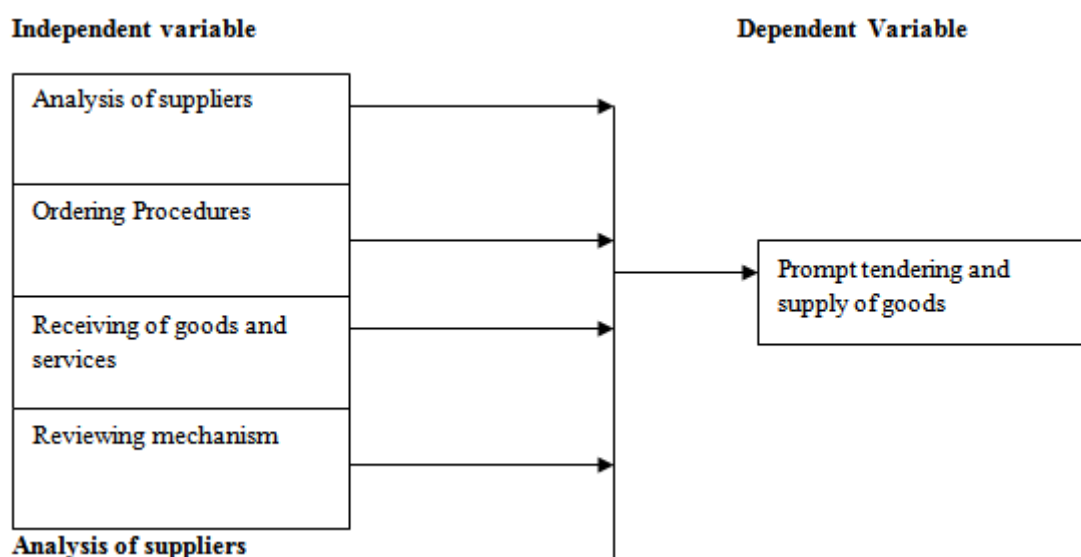 Independent variable
Dependent Variable
Analysis of suppliers
Ordering Procedures
Prompt tendering and
supply of goods
Receiving of goods and
services
Reviewing mechanism
Analysis of suppliers